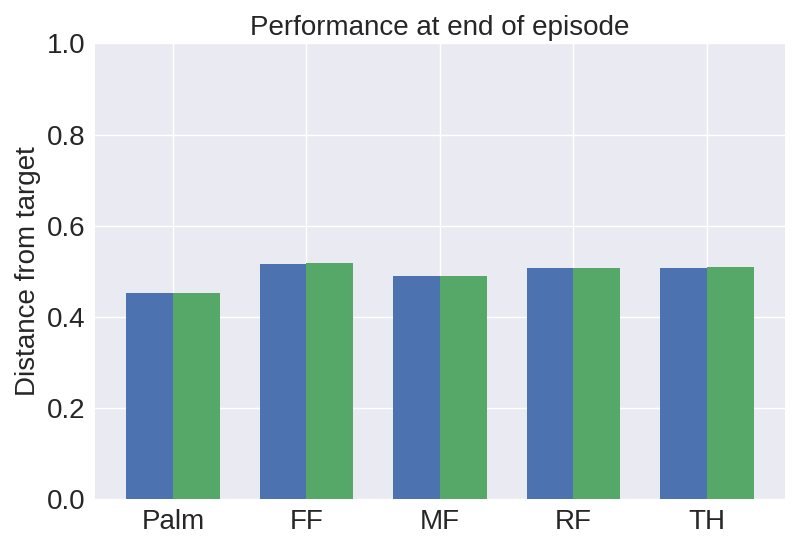 Performance at end of episode
Distance from target
1.0
0.8
0.6
0.4
0.2
0.0
Palm FF MF RF TH